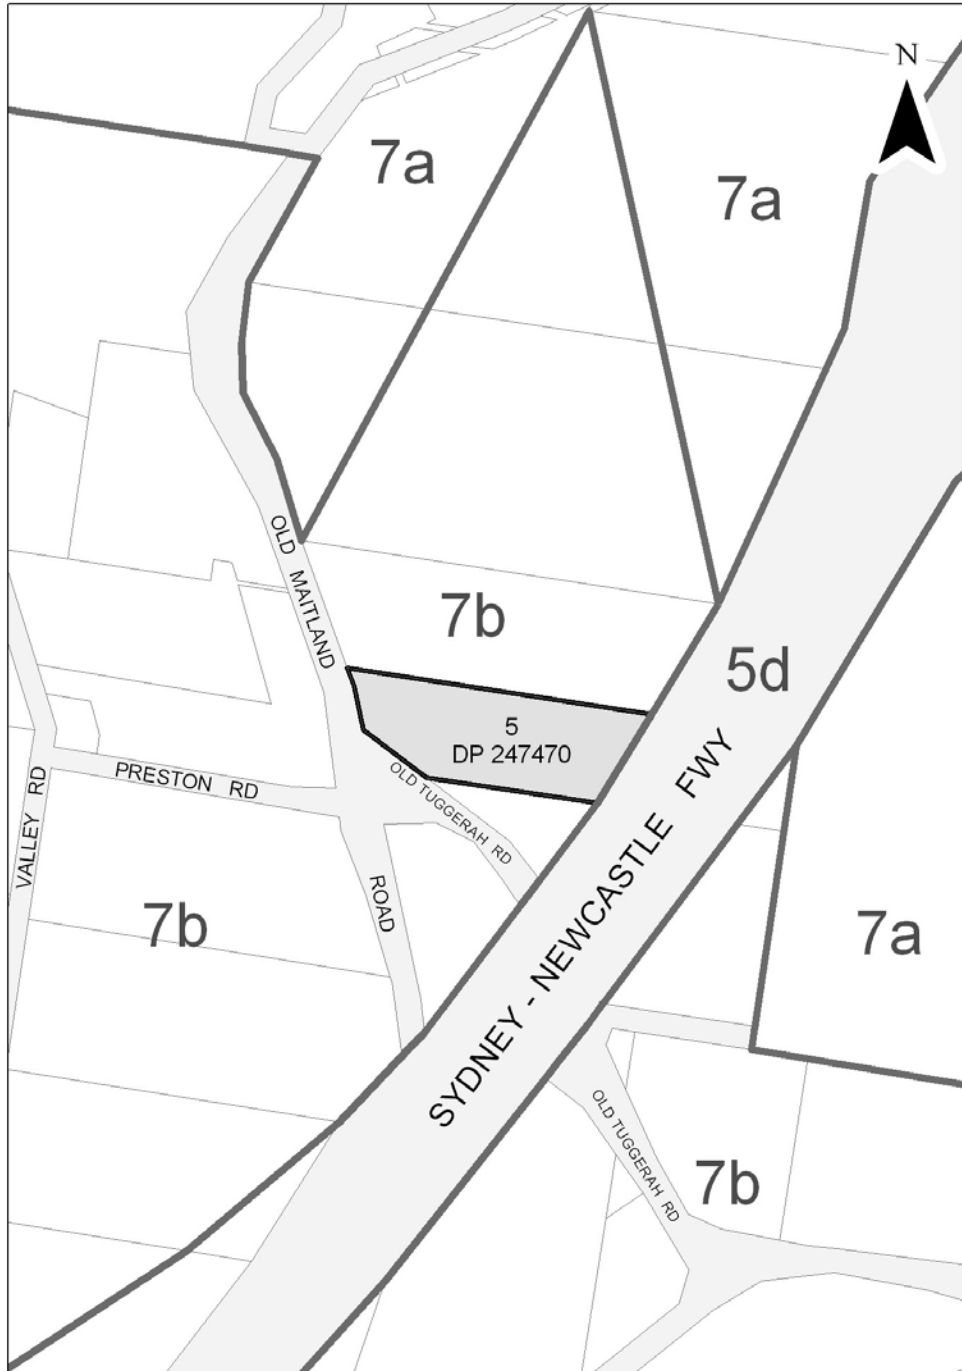 N
7a
7a
OLD MAITLAND
7b
5d
5
DP 247470
PRESTON RD
OLD TUGGERAH RD
VALLEY RD
ROAD
7b
SYDNEY - NEWCASTLE FWY
7a
OLD TUGGERAH RD
7b